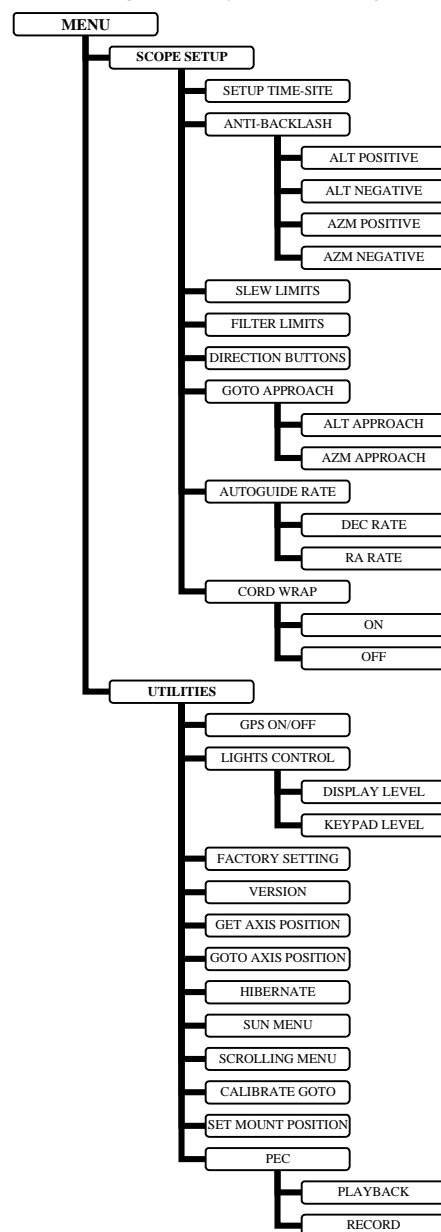 MENU
SCOPE SETUP
SETUP TIME-SITE
ANTI-BACKLASH
ALT POSITIVE
ALT NEGATIVE
AZM POSITIVE
AZM NEGATIVE
SLEW LIMITS
FILTER LIMITS
DIRECTION BUTTONS
GOTO APPROACH
ALT APPROACH
AZM APPROACH
AUTOGUIDE RATE
DEC RATE
RA RATE
CORD WRAP
ON
OFF
UTILITIES
GPS ON/OFF
LIGHTS CONTROL
DISPLAY LEVEL
KEYPAD LEVEL
FACTORY SETTING
VERSION
GET AXIS POSITION
GOTO AXIS POSITION
HIBERNATE
SUN MENU
SCROLLING MENU
CALIBRATE GOTO
SET MOUNT POSITION
PEC
PLAYBACK
RECORD